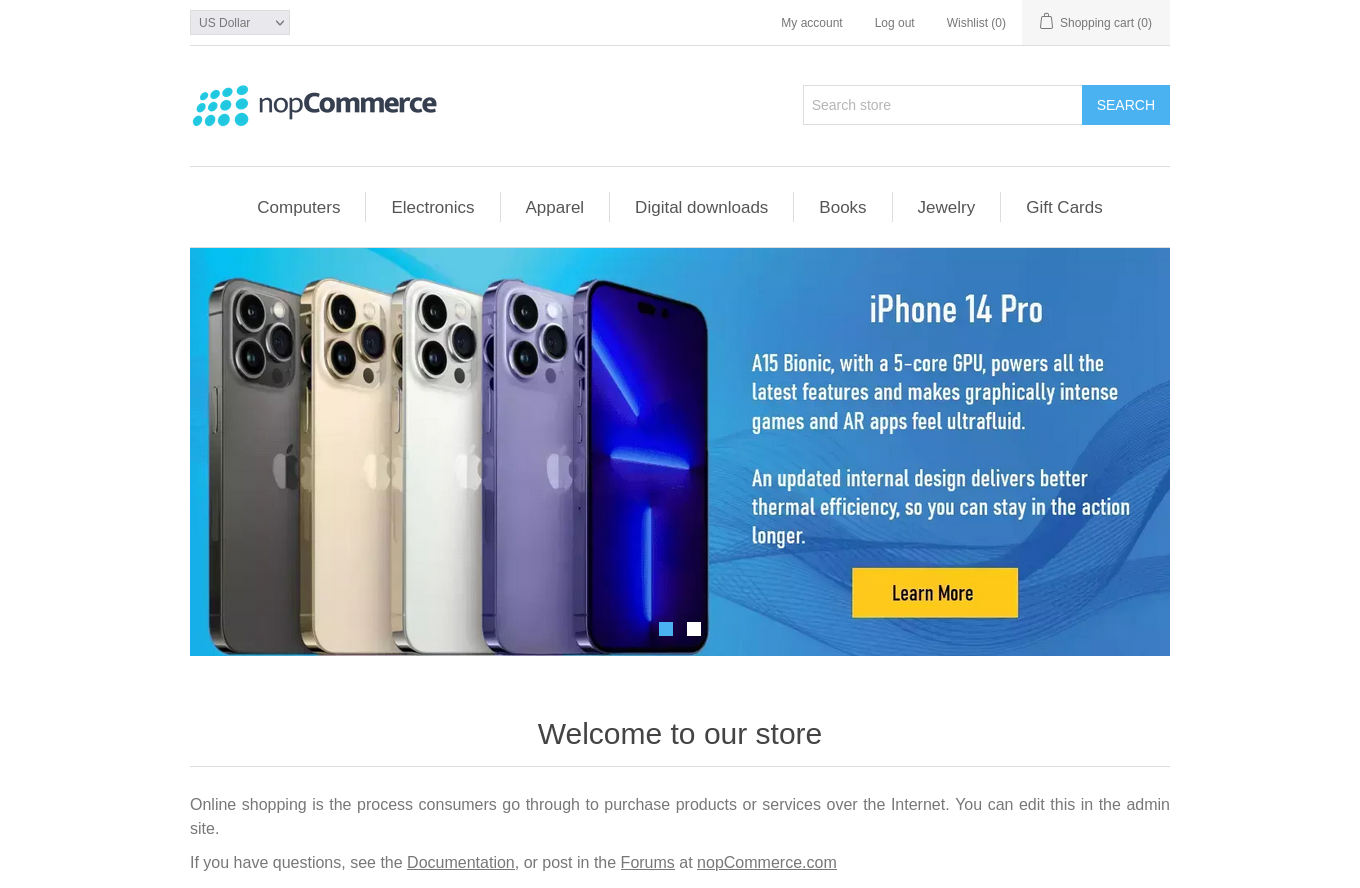 US Dollar
My account
Log out
Wishlist (0)
Shopping cart (0)
nopCommerce
Search store
SEARCH
Computers
Electronics
Apparel
Digital downloads
Books
Jewelry
Gift Cards
iPhone 14 Pro
A15 Bionic, with a 5-core GPU, powers all the
latest features and makes graphically intense
games and AR apps feel ultrafluid.
An updated internal design delivers better
thermal efficiency, so you can stay in the action
longer.
Learn More
Welcome to our store
Online shopping is the process consumers go through to purchase products or services over the Internet. You can edit this in the admin
site.
If you have questions, see the Documentation, or post in the Forums at nopCommerce.com